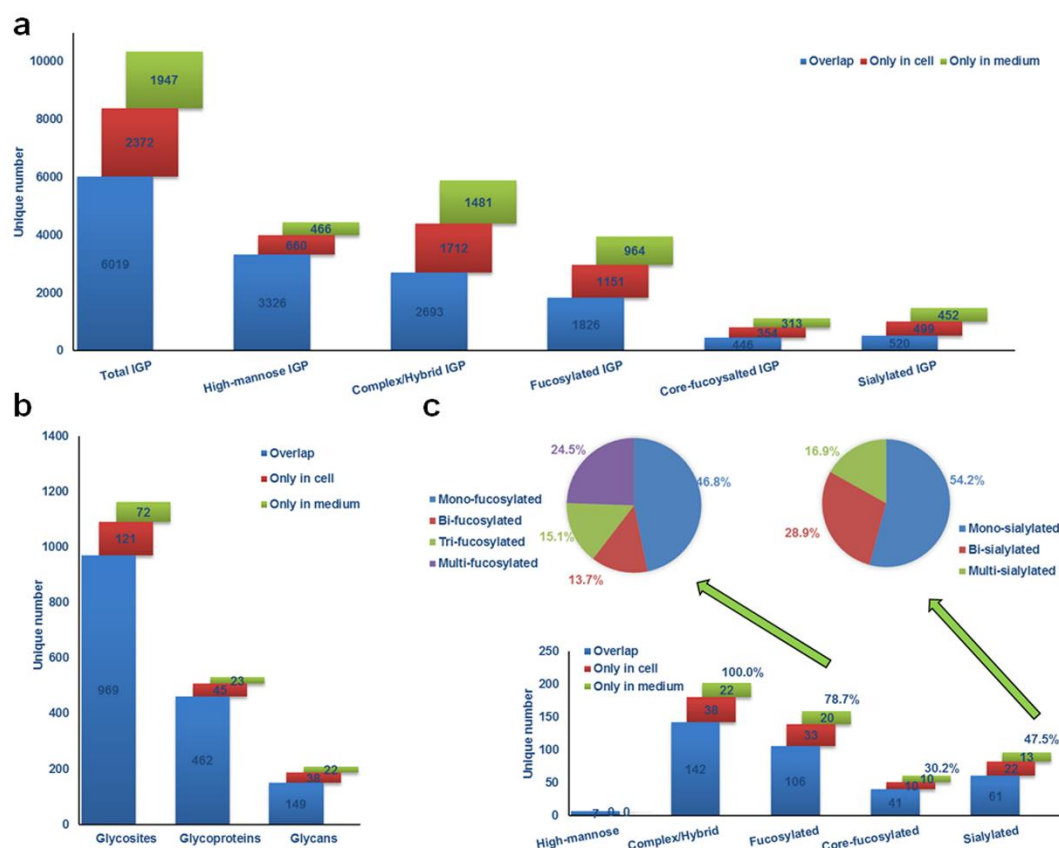 a
10000
8000
6000
4000
2000
0
Unique number
Overlap Only in cell Only in medium
1947
2372
6019
466
660
3326
1481
1712
2693
964
1151
1826
313
354
446
452
499
520
Total IGP
High-mannose IGP
Complex/Hybrid IGP
Fucosylated IGP
Core-fucoysalted IGP
Sialylated IGP
b
1400
1200
1000
800
600
400
200
0
Unique number
Overlap
Only in cell
Only in medium
72
121
969
23
45
462
22
38
149
Glycosites Glycoproteins Glycans
c
24.5%
46.8%
15.1%
13.7%
Mono-fucosylated
Bi-fucosylated
Tri-fucosylated
Multi-fucosylated
16.9%
54.2%
28.9%
Mono-sialylated
Bi-sialylated
Multi-sialylated
250
200
150
100
50
0
Unique number
Overlap
Only in cell
Only in medium
7 0 0
100.0%
22
38
142
78.7%
20
33
106
30.2%
10
10
41
47.5%
13
22
61
High-mannose
Complex/Hybrid
Fucosylated
Core-fucosylated
Sialylated